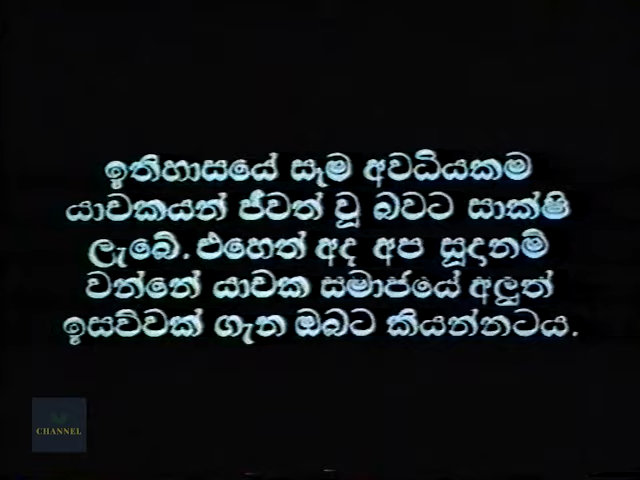 ඉතිහාසයේ සෑම අවධියකම
යාචකයන් ජීවත් වූ බවට සාක්ෂි
ලැබේ. එහෙත් අද අප සූදානම්
වන්නේ යාචක සමාජයේ අලුත්
ඉසව්වක් ගැන ඔබට කියන්නටය.
CHANNEL